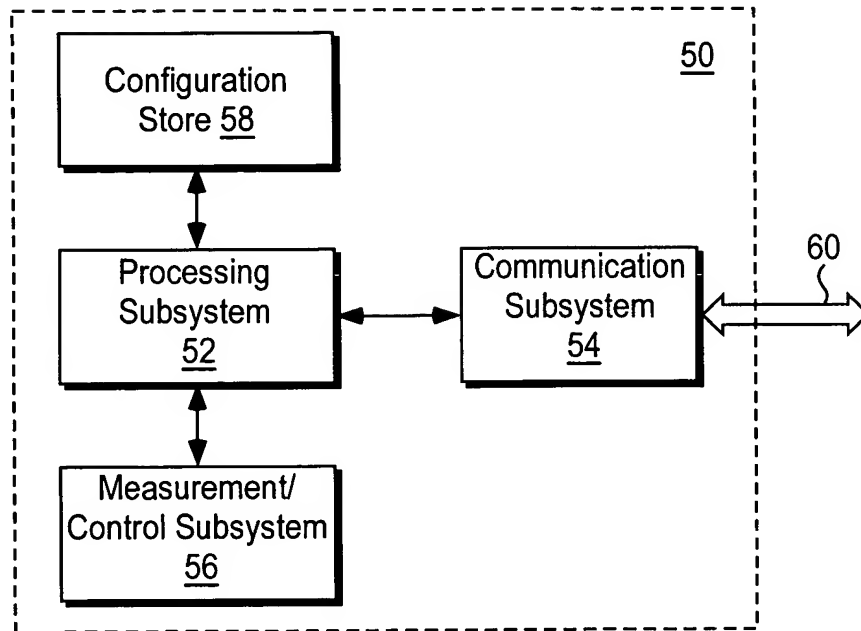 50
Configuration
Store 58
Processing
Subsystem
52
Communication
Subsystem
54
60
Measurement/
Control Subsystem
56